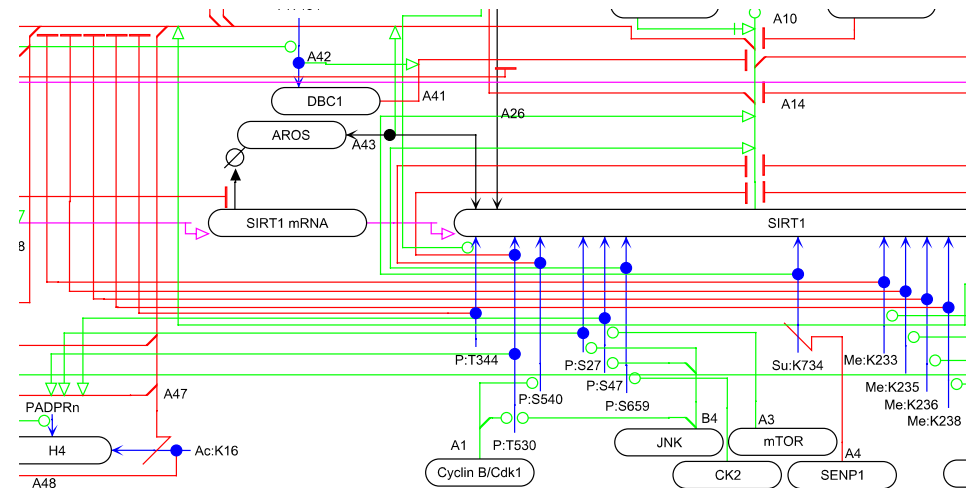 A10
A42
DBC1
A41
A26
A14
AROS
A43
SIRT1 mRNA
SIRT1
8
P:T344
P:S27
Su:K734
Me:K233
P:S47
Me:K235
A47
P:S540
P:S659
Me:K236
PADPRn
Me:K238
B4
A3
A1
P:T530
JNK
mTOR
H4
Ac:K16
A4
Cyclin B/Cdk1
CK2
SENP1
A48